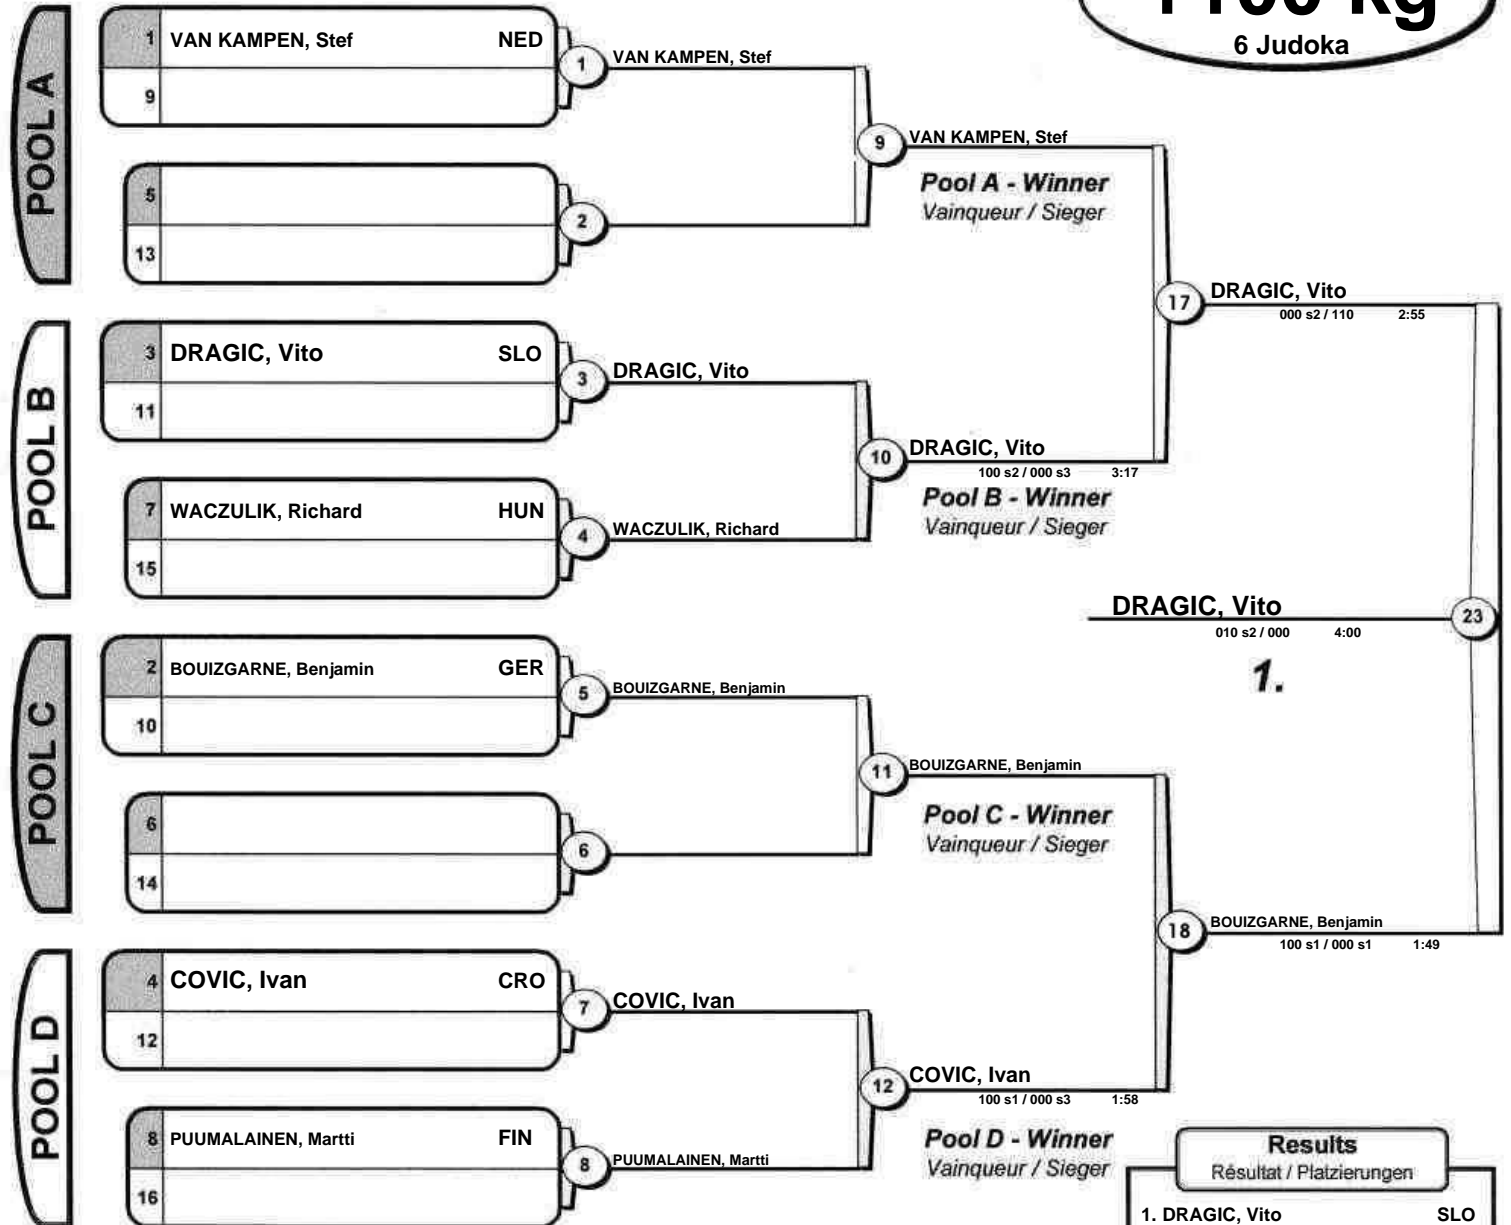 6 Judoka
POOL A
1 VAN KAMPEN, Stef NED
9
1 VAN KAMPEN, Stef
5
13
2
9 VAN KAMPEN, Stef
Pool A - Winner
Vainqueur / Sieger
POOL B
3 DRAGIC, Vito SLO
11
3 DRAGIC, Vito
7 WACZULIK, Richard HUN
15
4 WACZULIK, Richard
10 DRAGIC, Vito
100 s2 / 000 s3 3:17
Pool B - Winner
Vainqueur / Sieger
17 DRAGIC, Vito
000 s2 / 110 2:55
DRAGIC, Vito 23
010 s2 / 000 4:00
1.
POOL C
2 BOUIZGARNE, Benjamin GER
10
5 BOUIZGARNE, Benjamin
6
14
6
11 BOUIZGARNE, Benjamin
Pool C - Winner
Vainqueur / Sieger
18 BOUIZGARNE, Benjamin
100 s1 / 000 s1 1:49
POOL D
4 COVIC, Ivan CRO
12
7 COVIC, Ivan
8 PUUMALAINEN, Martti FIN
16
8 PUUMALAINEN, Martti
12 COVIC, Ivan
100 s1 / 000 s3 1:58
Pool D - Winner
Vainqueur / Sieger
Results
Résultat / Platzierungen
1. DRAGIC, Vito SLO